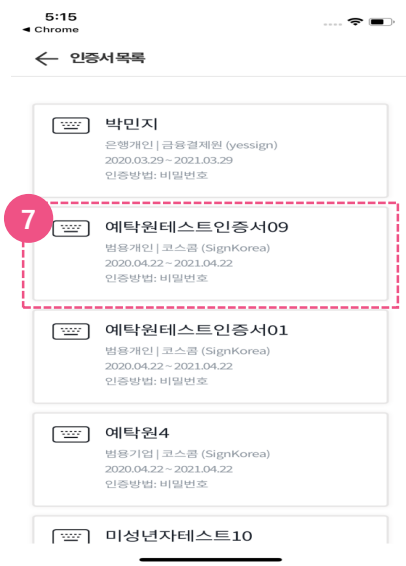 5:15
◀ Chrome
← 인증서목록
박민지
은행개인 | 금융결제원 (yessign)
2020.03.29 ~ 2021.03.29
인증방법: 비밀번호
7
예탁원테스트인증서09
범용개인 | 코스콤 (SignKorea)
2020.04.22 ~ 2021.04.22
인증방법: 비밀번호
예탁원테스트인증서01
범용개인 | 코스콤 (SignKorea)
2020.04.22 ~ 2021.04.22
인증방법: 비밀번호
예탁원4
범용기업 | 코스콤 (SignKorea)
2020.04.22 ~ 2021.04.22
인증방법: 비밀번호
미성년자테스트10